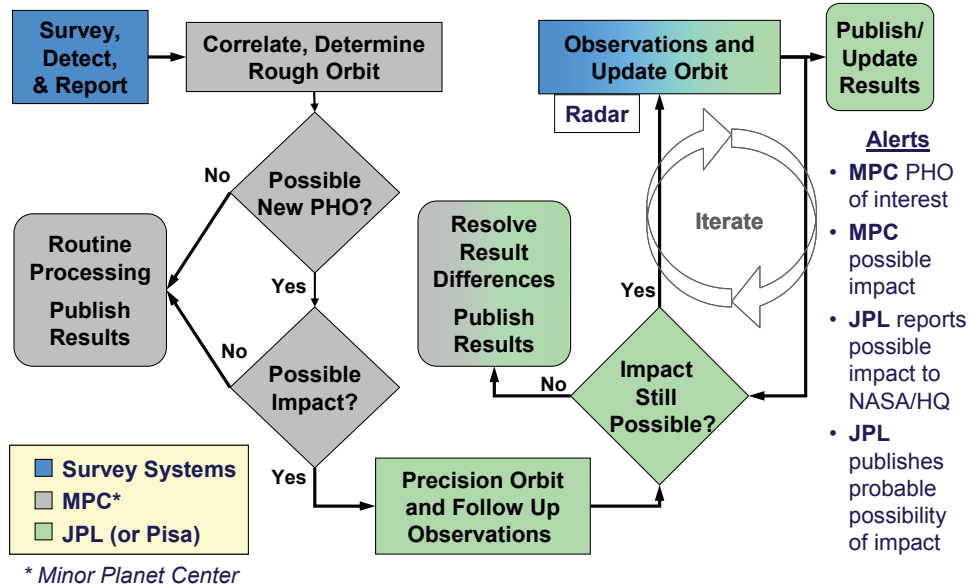 Survey,
Detect,
& Report
Correlate, Determine
Rough Orbit
Possible
New PHO?
No
Yes
Routine
Processing
Publish
Results
Possible
Impact?
No
Yes
Precision Orbit
and Follow Up
Observations
Impact
Still
Possible?
No
Yes
Resolve
Result
Differences
Publish
Results
Observations and
Update Orbit
Radar
Iterate
Publish/
Update
Results
Alerts
• MPC PHO
of interest
• MPC
possible
impact
• JPL reports
possible
impact to
NASA/HQ
• JPL
publishes
probable
possibility
of impact
Survey Systems
MPC*
JPL (or Pisa)
* Minor Planet Center